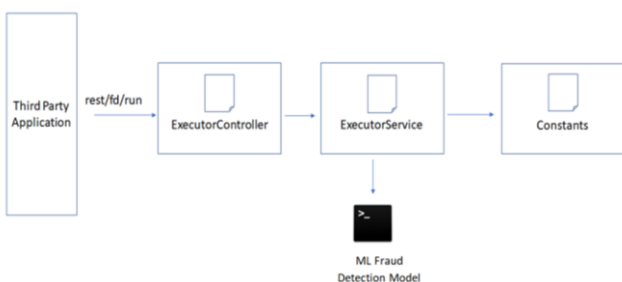 Third Party
Application
rest/fd/run
ExecutorController
ExecutorService
Constants
>_
ML Fraud
Detection Model